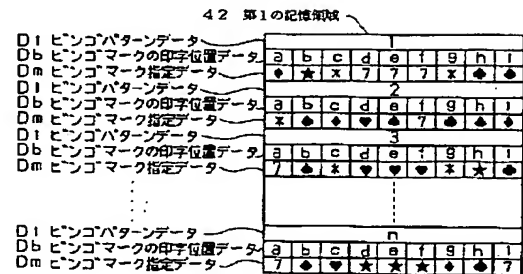 42 第1の記憶領域
D1 ビンゴパターンデータ 1
Db ビンゴマークの印字位置データ a b c d e f g h i
Dm ビンゴマーク指定データ ♦ ★ × 7 7 7 × ♣ ♣
D1 ビンゴパターンデータ 2
Db ビンゴマークの印字位置データ a b c d e f g h i
Dm ビンゴマーク指定データ
D1 ビンゴパターンデータ 3
Db ビンゴマークの印字位置データ a b c d e f g h i
Dm ビンゴマーク指定データ 7 ♣ × ♥ ♥ ♥ × ★ ♣
D1 ビンゴパターンデータ n
Db ビンゴマークの印字位置データ a b c d e f g h i
Dm ビンゴマーク指定データ